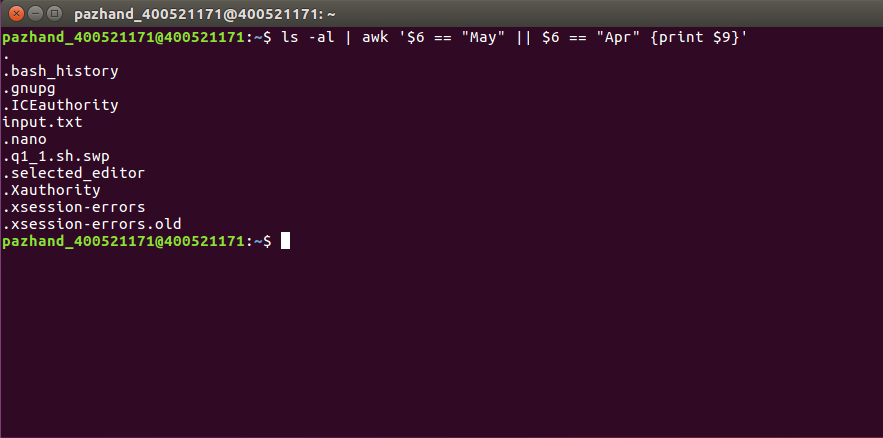 pazhand_400521171@400521171: ~
pazhand_400521171@400521171:~$ ls -al | awk '$6 == "May" || $6 == "Apr" {print $9}'
.
.bash_history
.gnupg
.ICEauthority
input.txt
.nano
.q1_1.sh.swp
.selected_editor
.Xauthority
.xsession-errors
.xsession-errors.old
pazhand_400521171@400521171:~$